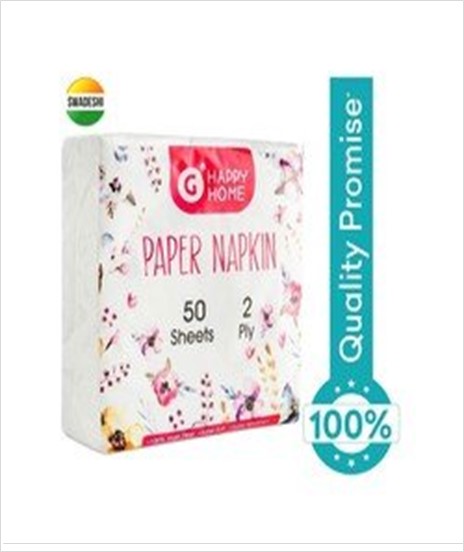 SWADESHI
G HAPPY
HOME
PAPER NAPKIN
50 2
Sheets Ply
Quality Promise*
100%